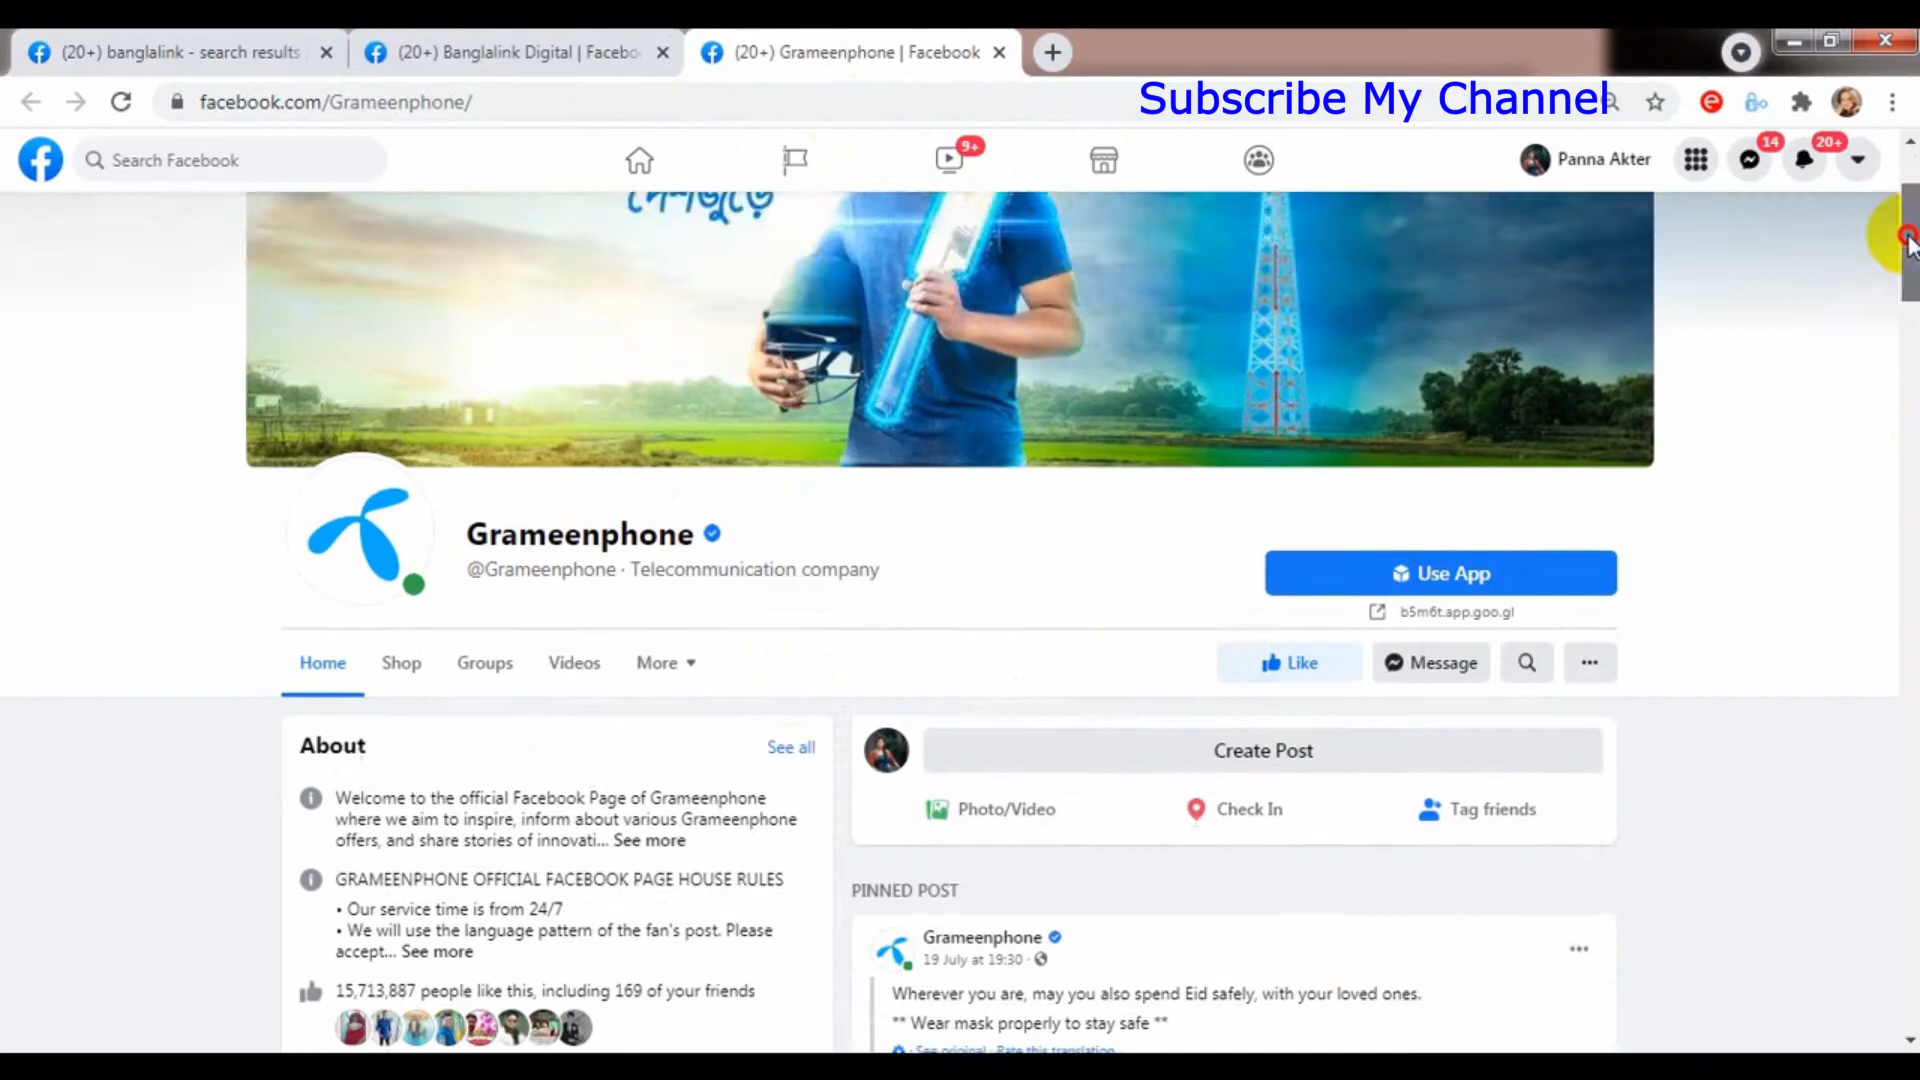 (20+) banglalink - search results
(20+) Banglalink Digital | Facebo
(20+) Grameenphone | Facebook
facebook.com/Grameenphone/
Subscribe My Channel
Search Facebook
9+
Panna Akter
14
20+
দেশজুড়ে
Grameenphone
@Grameenphone · Telecommunication company
Use App
b5m6t.app.goo.gl
Home
Shop
Groups
Videos
More
Like
Message
About
See all
Create Post
Welcome to the official Facebook Page of Grameenphone
where we aim to inspire, inform about various Grameenphone
offers, and share stories of innovati... See more
Photo/Video
Check In
Tag friends
GRAMEENPHONE OFFICIAL FACEBOOK PAGE HOUSE RULES
• Our service time is from 24/7
• We will use the language pattern of the fan's post. Please
accept... See more
15,713,887 people like this, including 169 of your friends
PINNED POST
Grameenphone
19 July at 19:30 ·
Wherever you are, may you also spend Eid safely, with your loved ones.
** Wear mask properly to stay safe **
· See original · Rate this translation